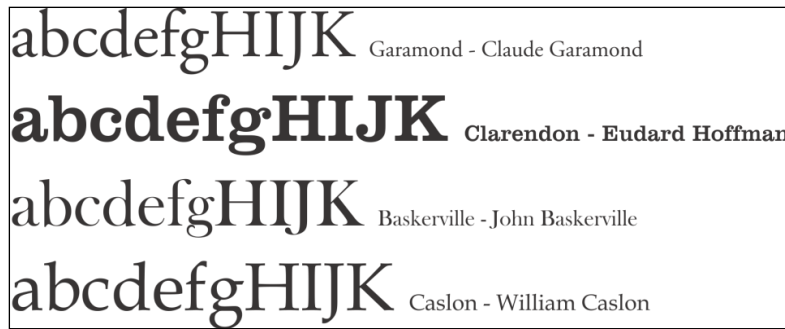 abcdefgHIJK Garamond - Claude Garamond
abcdefgHIJK Clarendon - Eudard Hoffman
abcdefgHIJK Baskerville - John Baskerville
abcdefgHIJK Caslon - William Caslon